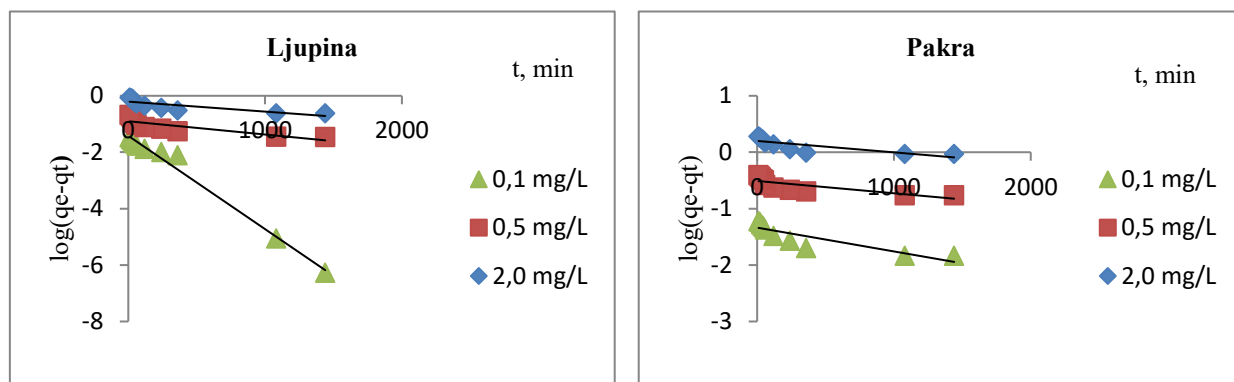 Ljupina
t, min
0
-2
-4
-6
-8
0
1000
2000
log(qe-qt)
0,1 mg/L
0,5 mg/L
2,0 mg/L
Pakra
t, min
1
0
-1
-2
-3
0
1000
2000
log(qe-qt)
0,1 mg/L
0,5 mg/L
2,0 mg/L